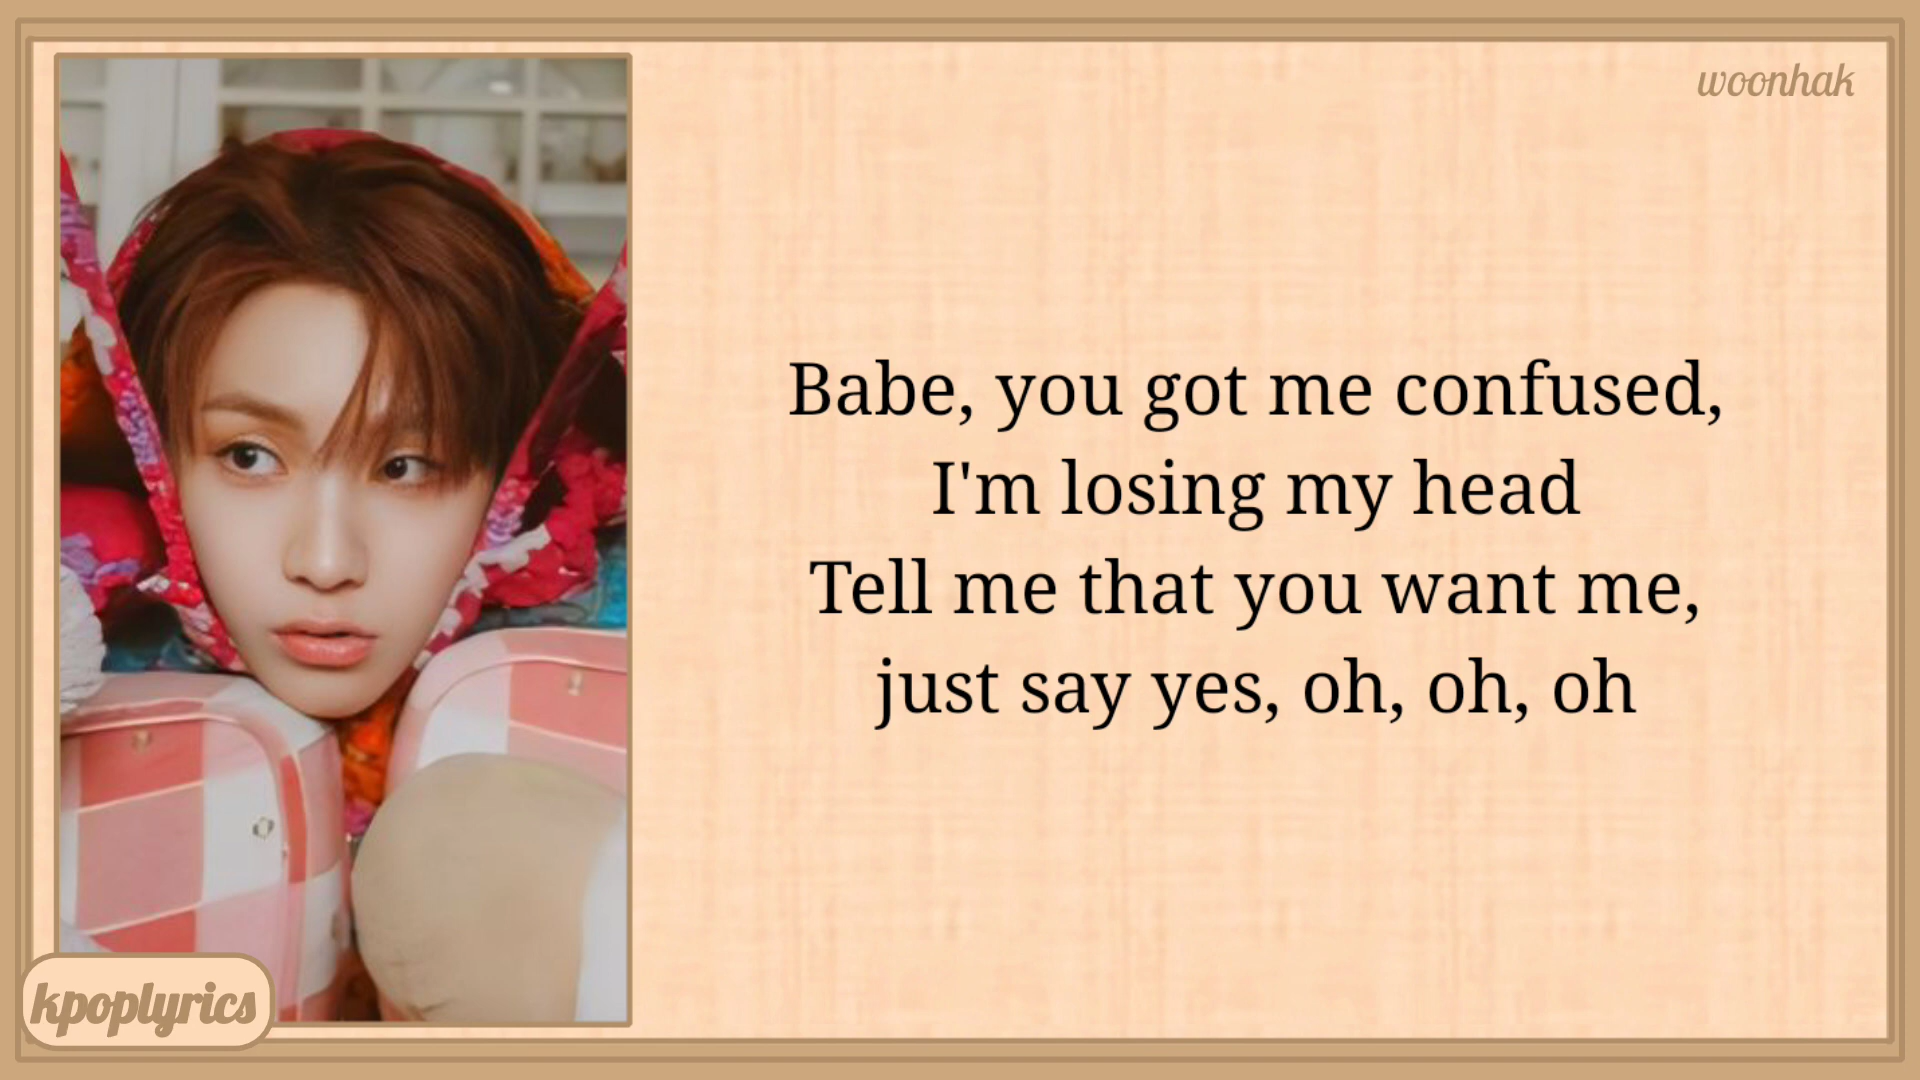 woonhak
Babe, you got me confused,
I'm losing my head
Tell me that you want me,
just say yes, oh, oh, oh
kpoplyrics